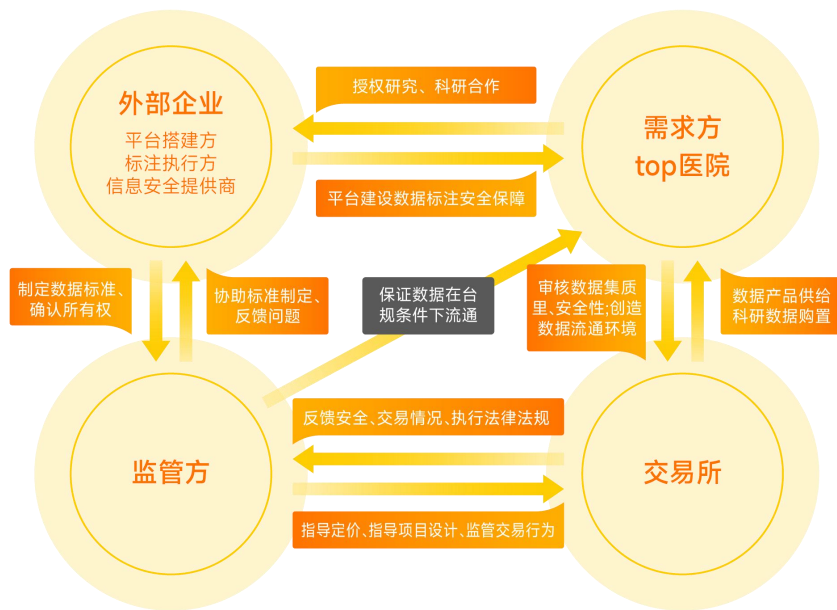 授权研究、科研合作
外部企业
平台搭建方
标注执行方
信息安全提供商
需求方
top医院
平台建设数据标注安全保障
制定数据标准、
确认所有权
协助标准制定、
反馈问题
保证数据在台
规条件下流通
审核数据集质
里、安全性;创造
数据流通环境
数据产品供给
科研数据购置
监管方
反馈安全、交易情况、执行法律法规
交易所
指导定价、指导项目设计、监管交易行为